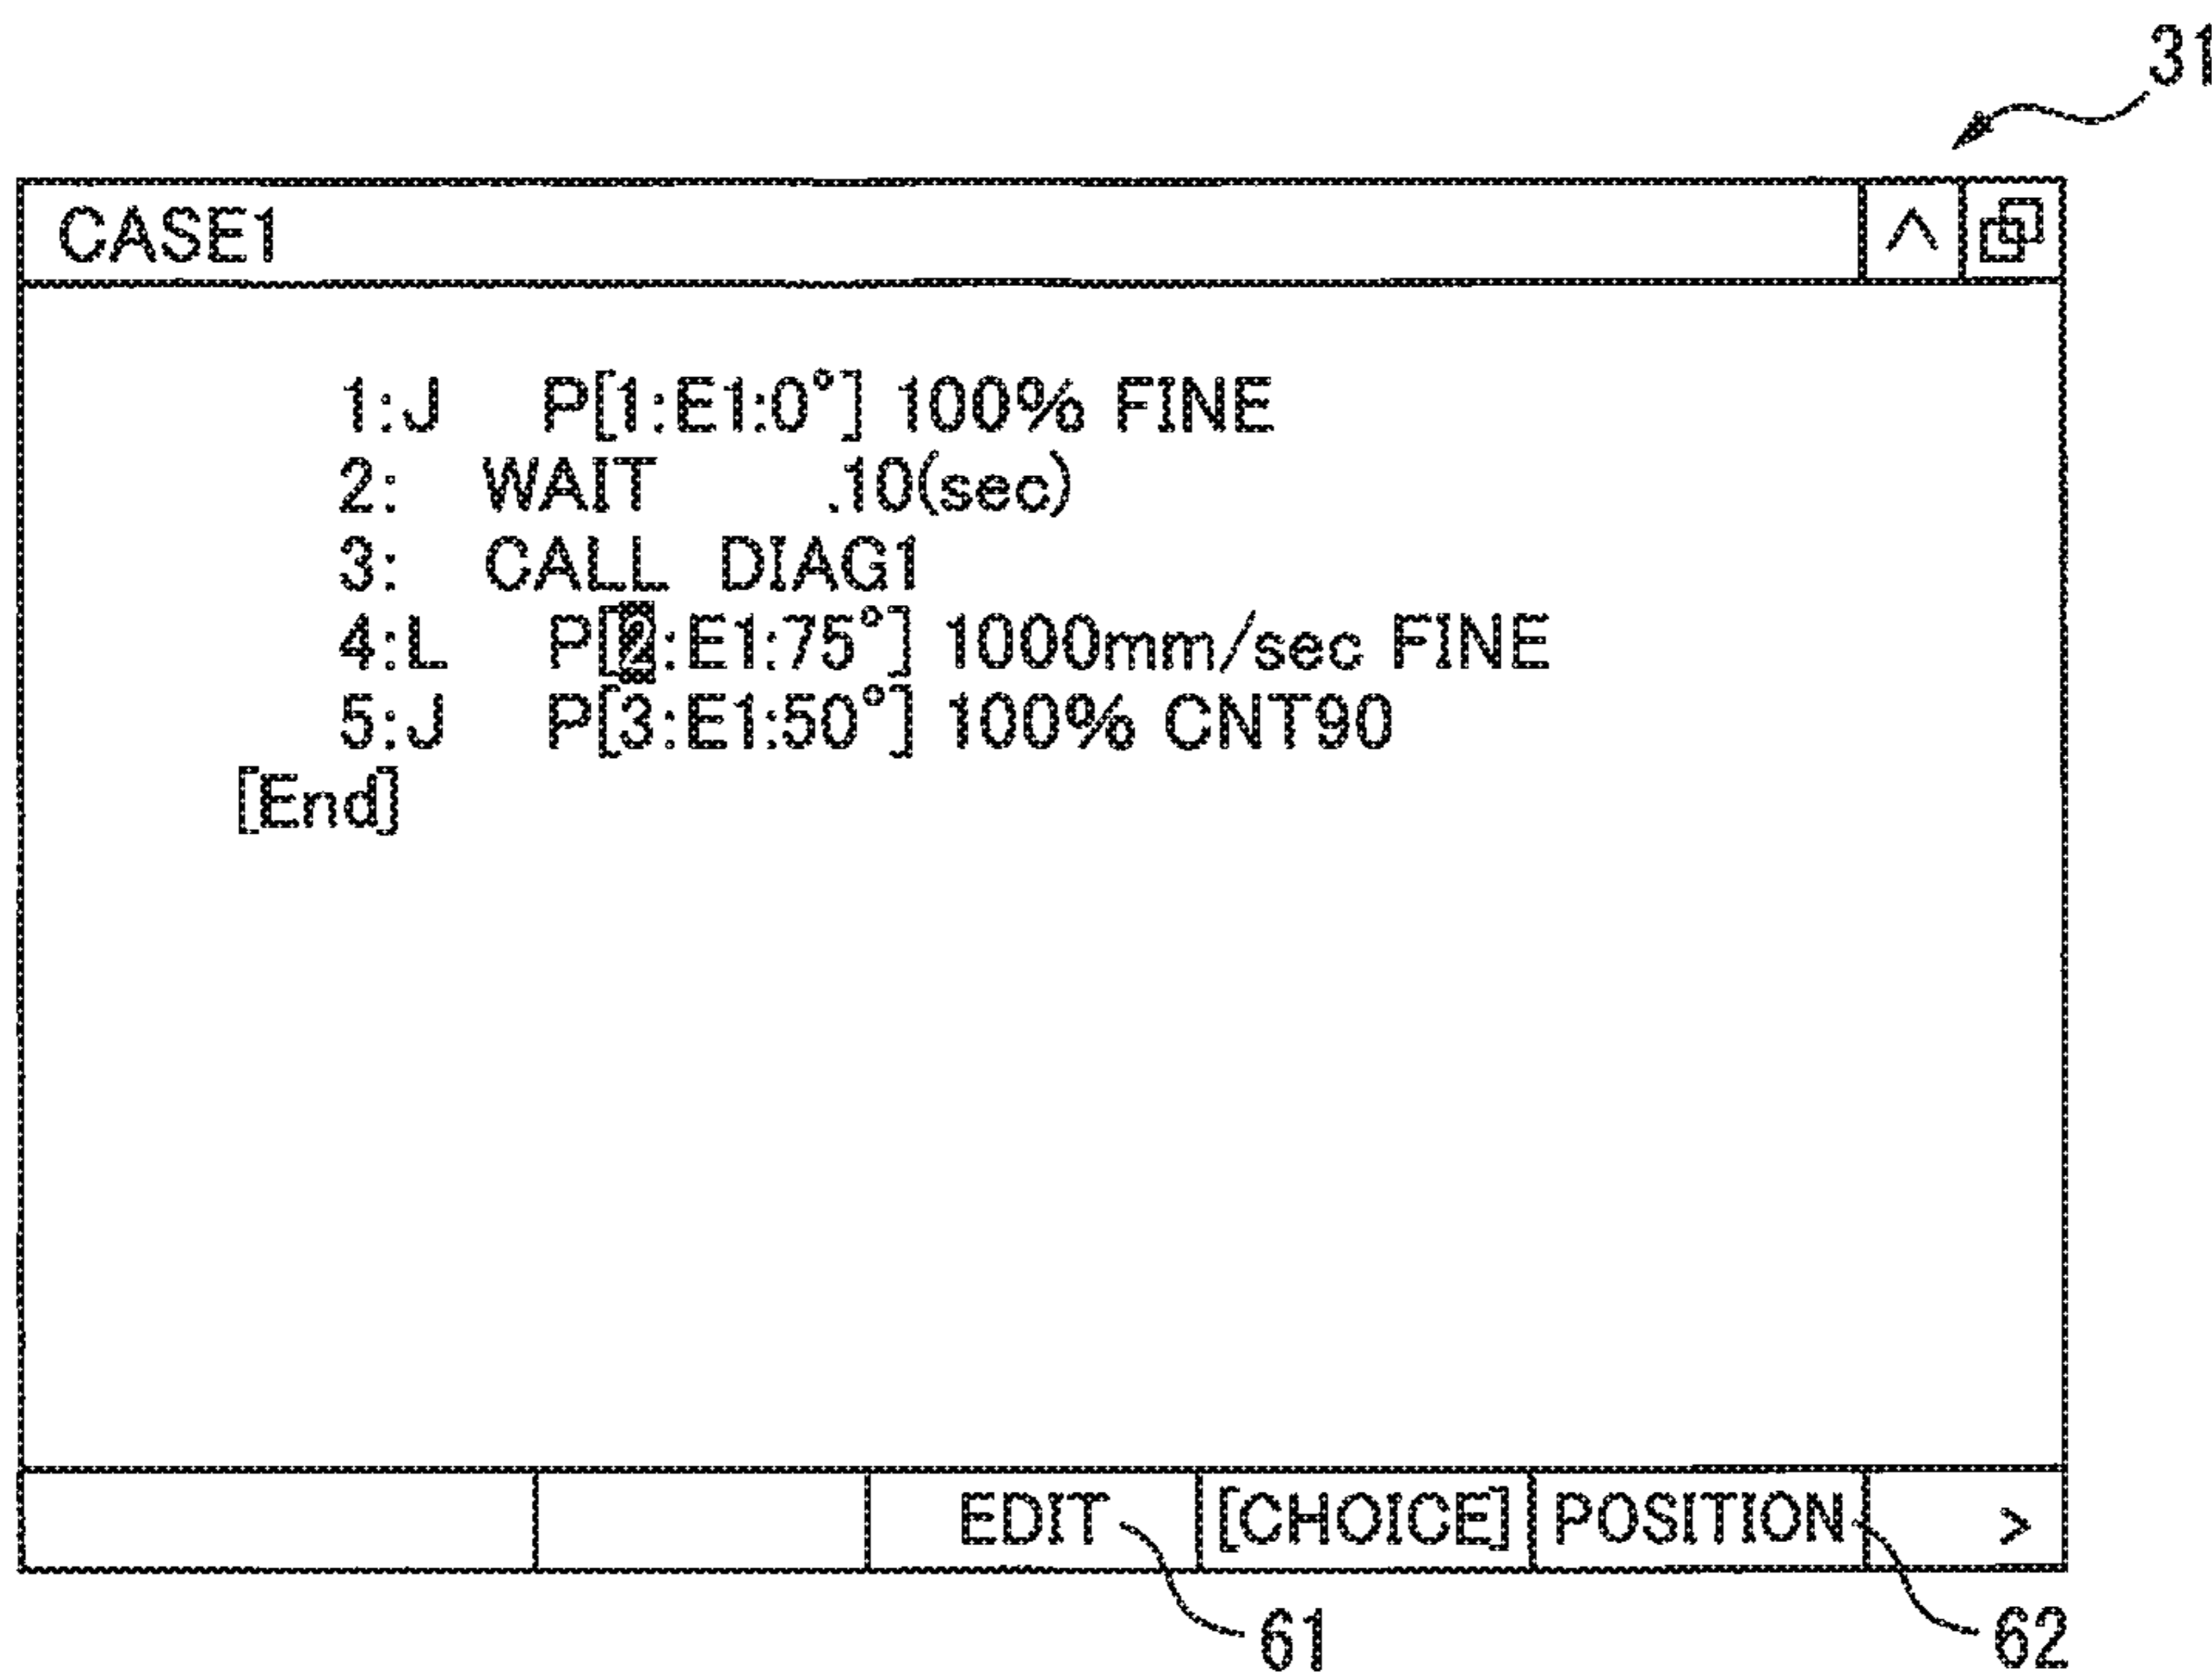 31
CASE1
1:J P[1:E1:0°] 100% FINE
2: WAIT .10(sec)
3: CALL DIAG1
4:L P[2:E1:75°] 1000mm/sec FINE
5:J P[3:E1:50°] 100% CNT90
[End]
EDIT [CHOICE] POSITION >
61 62